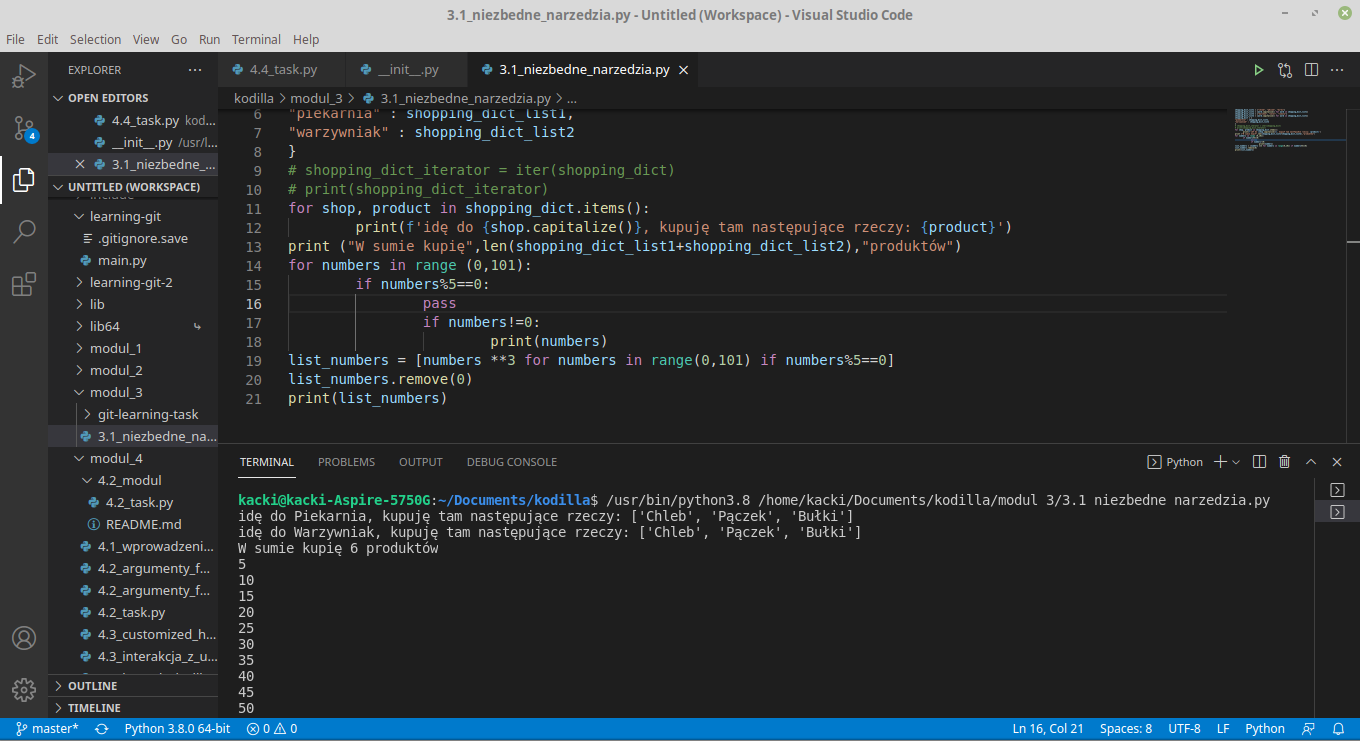 3.1_niezbedne_narzedzia.py - Untitled (Workspace) - Visual Studio Code
File Edit Selection View Go Run Terminal Help
EXPLORER
OPEN EDITORS
4.4_task.py kod...
__init__.py /usr/l...
3.1_niezbedne_...
UNTITLED (WORKSPACE)
include
learning-git
.gitignore.save
main.py
learning-git-2
lib
lib64
modul_1
modul_2
modul_3
git-learning-task
3.1_niezbedne_na...
modul_4
4.2_modul
4.2_task.py
README.md
4.1_wprowadzeni...
4.2_argumenty_f...
4.2_argumenty_f...
4.2_task.py
4.3_customized_h...
4.3_interakcja_z_u...
OUTLINE
TIMELINE
4
4.4_task.py __init__.py 3.1_niezbedne_narzedzia.py
kodilla > modul_3 > 3.1_niezbedne_narzedzia.py > ...
6 "piekarnia" : shopping_dict_list1,
7 "warzywniak" : shopping_dict_list2
8 }
9 # shopping_dict_iterator = iter(shopping_dict)
10 # print(shopping_dict_iterator)
11 for shop, product in shopping_dict.items():
12 print(f'idę do {shop.capitalize()}, kupuję tam następujące rzeczy: {product}')
13 print ("W sumie kupię",len(shopping_dict_list1+shopping_dict_list2),"produktów")
14 for numbers in range (0,101):
15 if numbers%5==0:
16 pass
17 if numbers!=0:
18 print(numbers)
19 list_numbers = [numbers **3 for numbers in range(0,101) if numbers%5==0]
20 list_numbers.remove(0)
21 print(list_numbers)
TERMINAL PROBLEMS OUTPUT DEBUG CONSOLE
Python
kacki@kacki-Aspire-5750G:~/Documents/kodilla$ /usr/bin/python3.8 /home/kacki/Documents/kodilla/modul 3/3.1 niezbedne narzedzia.py
idę do Piekarnia, kupuję tam następujące rzeczy: ['Chleb', 'Pączek', 'Bułki']
idę do Warzywniak, kupuję tam następujące rzeczy: ['Chleb', 'Pączek', 'Bułki']
W sumie kupię 6 produktów
5
10
15
20
25
30
35
40
45
50
master* Python 3.8.0 64-bit 0 0 Ln 16, Col 21 Spaces: 8 UTF-8 LF Python